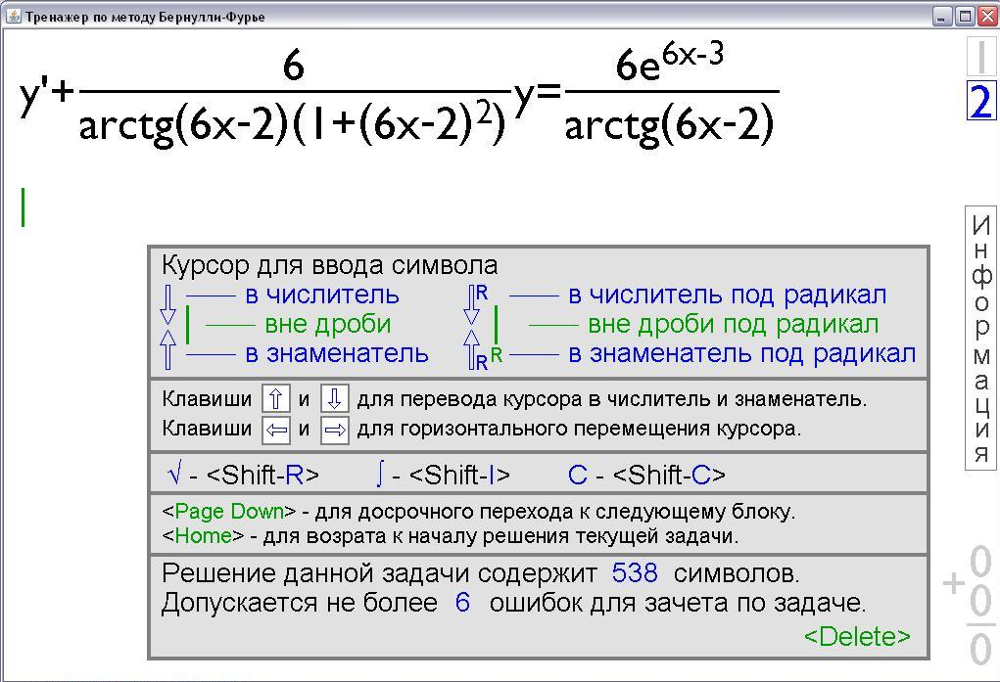 Тренажер по методу Бернулли-Фурье
y'+6/(arctg(6x-2)(1+(6x-2)²))y=6e^(6x-3)/arctg(6x-2)
1
2
Информация
Курсор для ввода символа
в числитель R в числитель под радикал
вне дроби вне дроби под радикал
в знаменатель R R в знаменатель под радикал
Клавиши ⇧ и ⇩ для перевода курсора в числитель и знаменатель.
Клавиши ⇦ и ⇨ для горизонтального перемещения курсора.
√ - <Shift-R> ∫ - <Shift-I> C - <Shift-C>
<Page Down> - для досрочного перехода к следующему блоку.
<Home> - для возрата к началу решения текущей задачи.
Решение данной задачи содержит 538 символов.
Допускается не более 6 ошибок для зачета по задаче.
<Delete>
0
+0
0